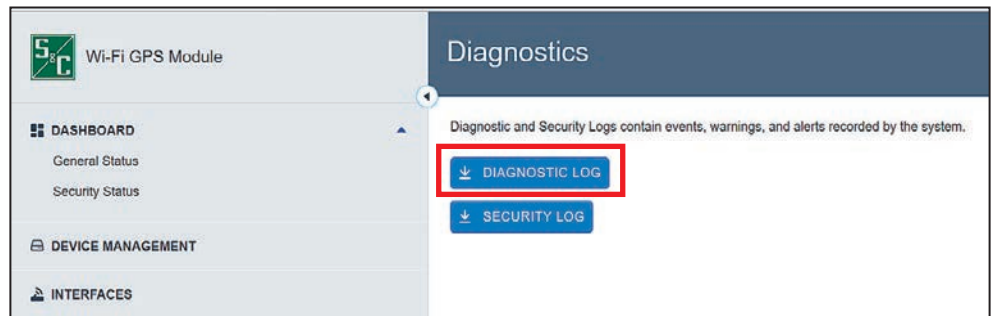 S&C
Wi-Fi GPS Module
DASHBOARD
General Status
Security Status
DEVICE MANAGEMENT
INTERFACES
Diagnostics
Diagnostic and Security Logs contain events, warnings, and alerts recorded by the system.
DIAGNOSTIC LOG
SECURITY LOG